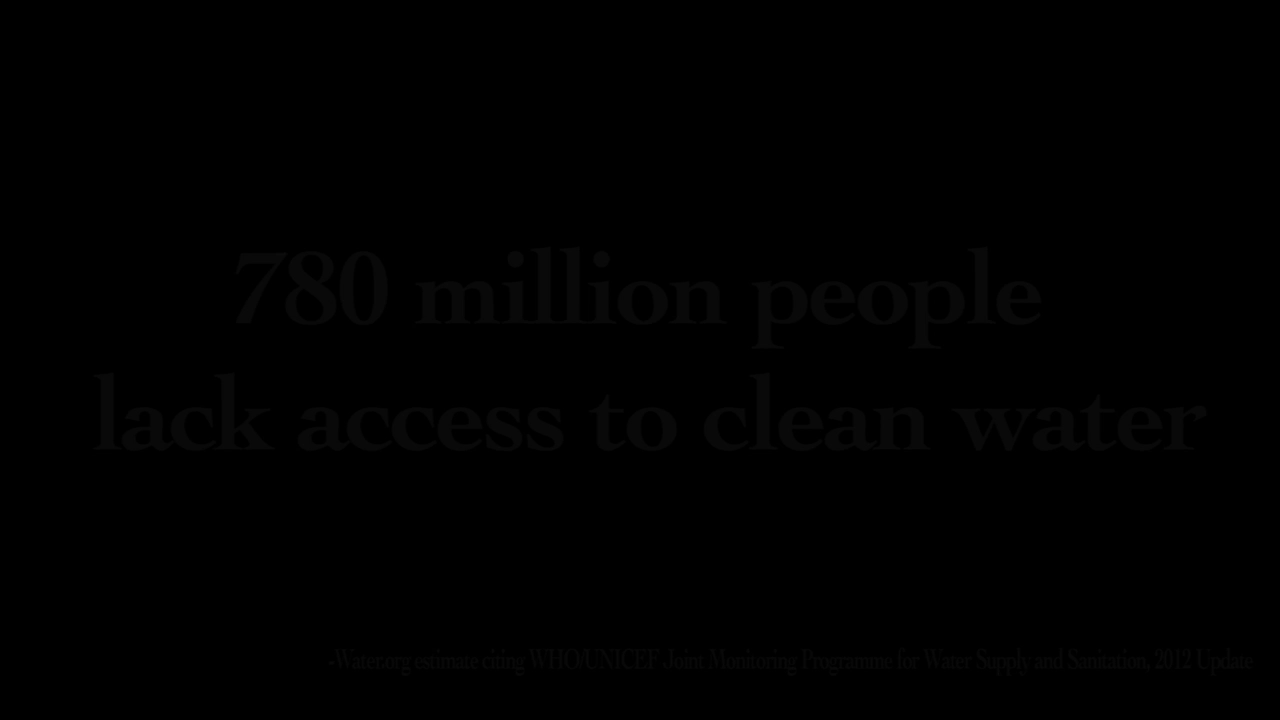 780 million people
lack access to clean water
-Water.org estimate citing WHO/UNICEF Joint Monitoring Programme for Water Supply and Sanitation, 2012 Update